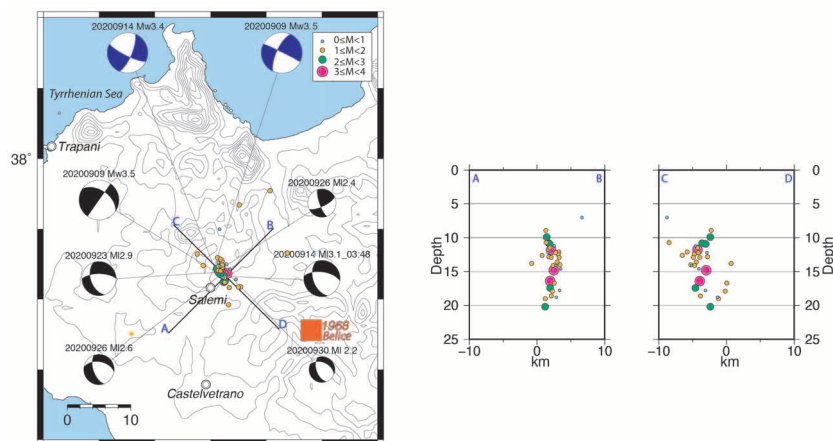 20200914 Mw3.4
20200909 Mw3.5
0≤M<1
1≤M<2
2≤M<3
3≤M<4
Tyrrhenian Sea
Trapani
38°
20200909 Mw3.5
20200926 Ml2.4
C
B
20200923 Ml2.9
20200914 Ml3.1_03:48
Salemi
A
D
1968
Belice
20200926 Ml2.6
20200930 Ml 2.2
Castelvetrano
0 10
0
5
10
15
20
25
A B
Depth
−10 0 10
km
0
5
10
15
20
25
C D
Depth
−10 0 10
km